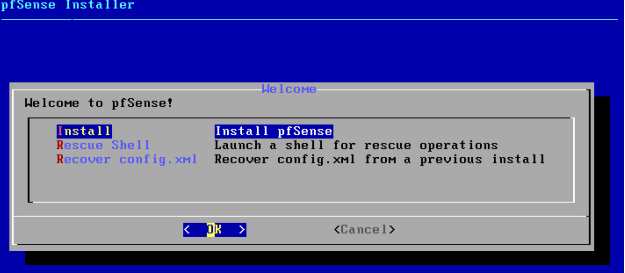 pfSense Installer
Welcome
Welcome to pfSense!
Install Install pfSense
Rescue Shell Launch a shell for rescue operations
Recover config.xml Recover config.xml from a previous install
< OK > <Cancel>